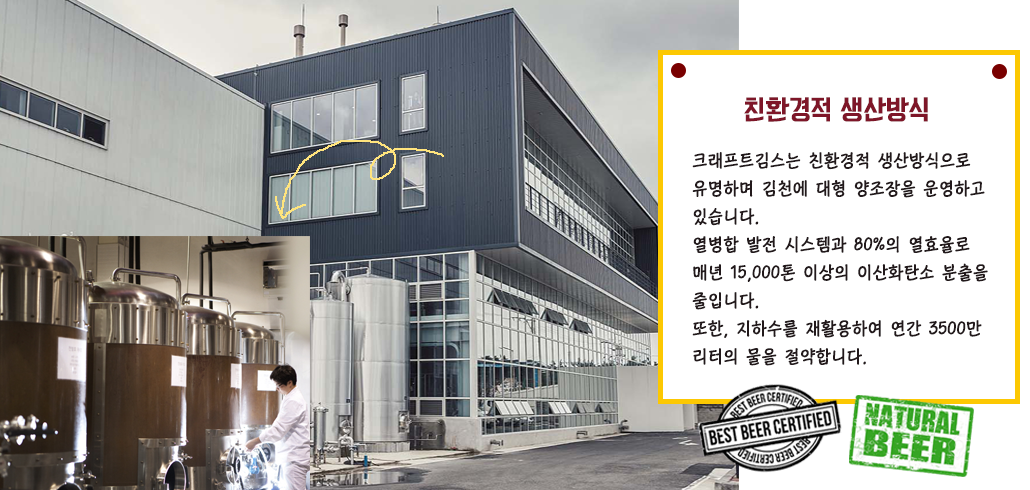 친환경적 생산방식
크래프트김스는 친환경적 생산방식으로
유명하며 김천에 대형 양조장을 운영하고
있습니다.
열병합 발전 시스템과 80%의 열효율로
매년 15,000톤 이상의 이산화탄소 분출을
줄입니다.
또한, 지하수를 재활용하여 연간 3500만
리터의 물을 절약합니다.
BEST BEER CERTIFIED
BEST BEER CERTIFIED
BEST BEER CERTIFIED
NATURAL
BEER